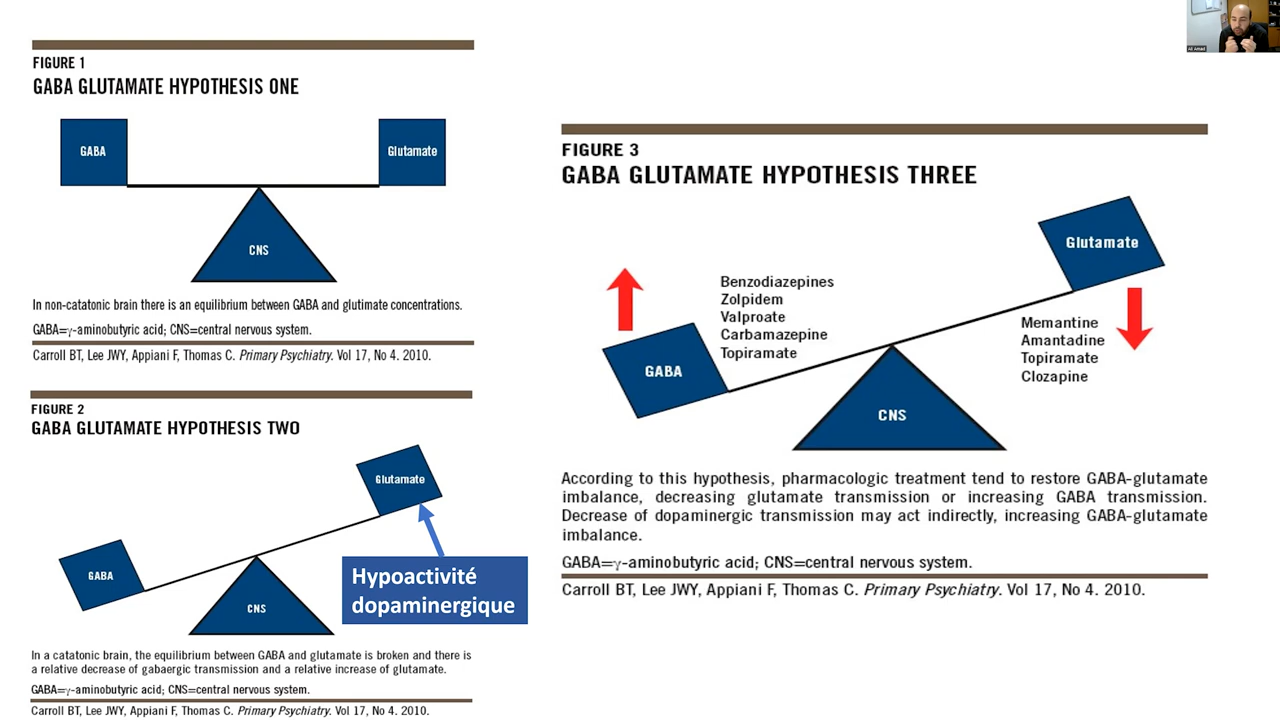 FIGURE 1
GABA GLUTAMATE HYPOTHESIS ONE
GABA
Glutamate
CNS
In non-catatonic brain there is an equilibrium between GABA and glutimate concentrations.
GABA=γ-aminobutyric acid; CNS=central nervous system.
Carroll BT, Lee JWY, Appiani F, Thomas C. Primary Psychiatry. Vol 17, No 4. 2010.
FIGURE 2
GABA GLUTAMATE HYPOTHESIS TWO
Glutamate
GABA
CNS
Hypoactivité
dopaminergique
In a catatonic brain, the equilibrium between GABA and glutamate is broken and there is
a relative decrease of gabaergic transmission and a relative increase of glutamate.
GABA=γ-aminobutyric acid; CNS=central nervous system.
Carroll BT, Lee JWY, Appiani F, Thomas C. Primary Psychiatry. Vol 17, No 4. 2010.
FIGURE 3
GABA GLUTAMATE HYPOTHESIS THREE
Glutamate
Benzodiazepines
Zolpidem
Valproate
Carbamazepine
Topiramate
GABA
Memantine
Amantadine
Topiramate
Clozapine
CNS
According to this hypothesis, pharmacologic treatment tend to restore GABA-glutamate
imbalance, decreasing glutamate transmission or increasing GABA transmission.
Decrease of dopaminergic transmission may act indirectly, increasing GABA-glutamate
imbalance.
GABA=γ-aminobutyric acid; CNS=central nervous system.
Carroll BT, Lee JWY, Appiani F, Thomas C. Primary Psychiatry. Vol 17, No 4. 2010.
Ali Amad